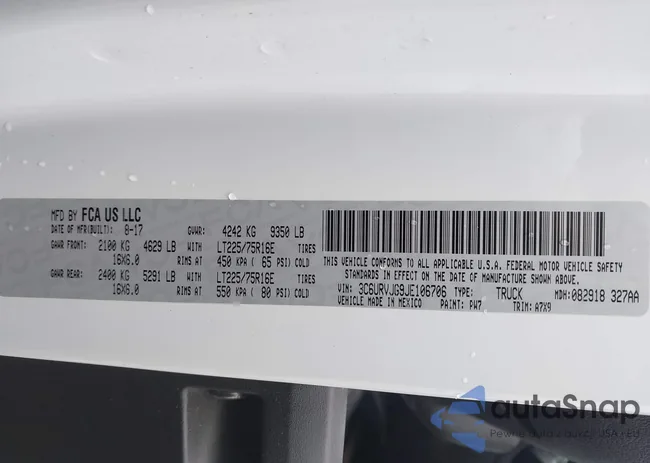 MFD BY FCA US LLC
DATE OF MFR(BUILT): 8-17 GVWR: 4242 KG 9350 LB
GAWR FRONT: 2100 KG 4629 LB WITH LT225/75R16E TIRES
16X6.0 RIMS AT 450 KPA ( 65 PSI) COLD
GAWR REAR: 2400 KG 5291 LB WITH LT225/75R16E TIRES
16X6.0 RIMS AT 550 KPA ( 80 PSI) COLD
THIS VEHICLE CONFORMS TO ALL APPLICABLE U.S.A. FEDERAL MOTOR VEHICLE SAFETY
STANDARDS IN EFFECT ON THE DATE OF MANUFACTURE SHOWN ABOVE.
VIN: 3C6URVJG9JE106706 TYPE: TRUCK MDH: 082918 327AA
MADE IN MEXICO PAINT: PW7 TRIM: A7X9
autaSnap